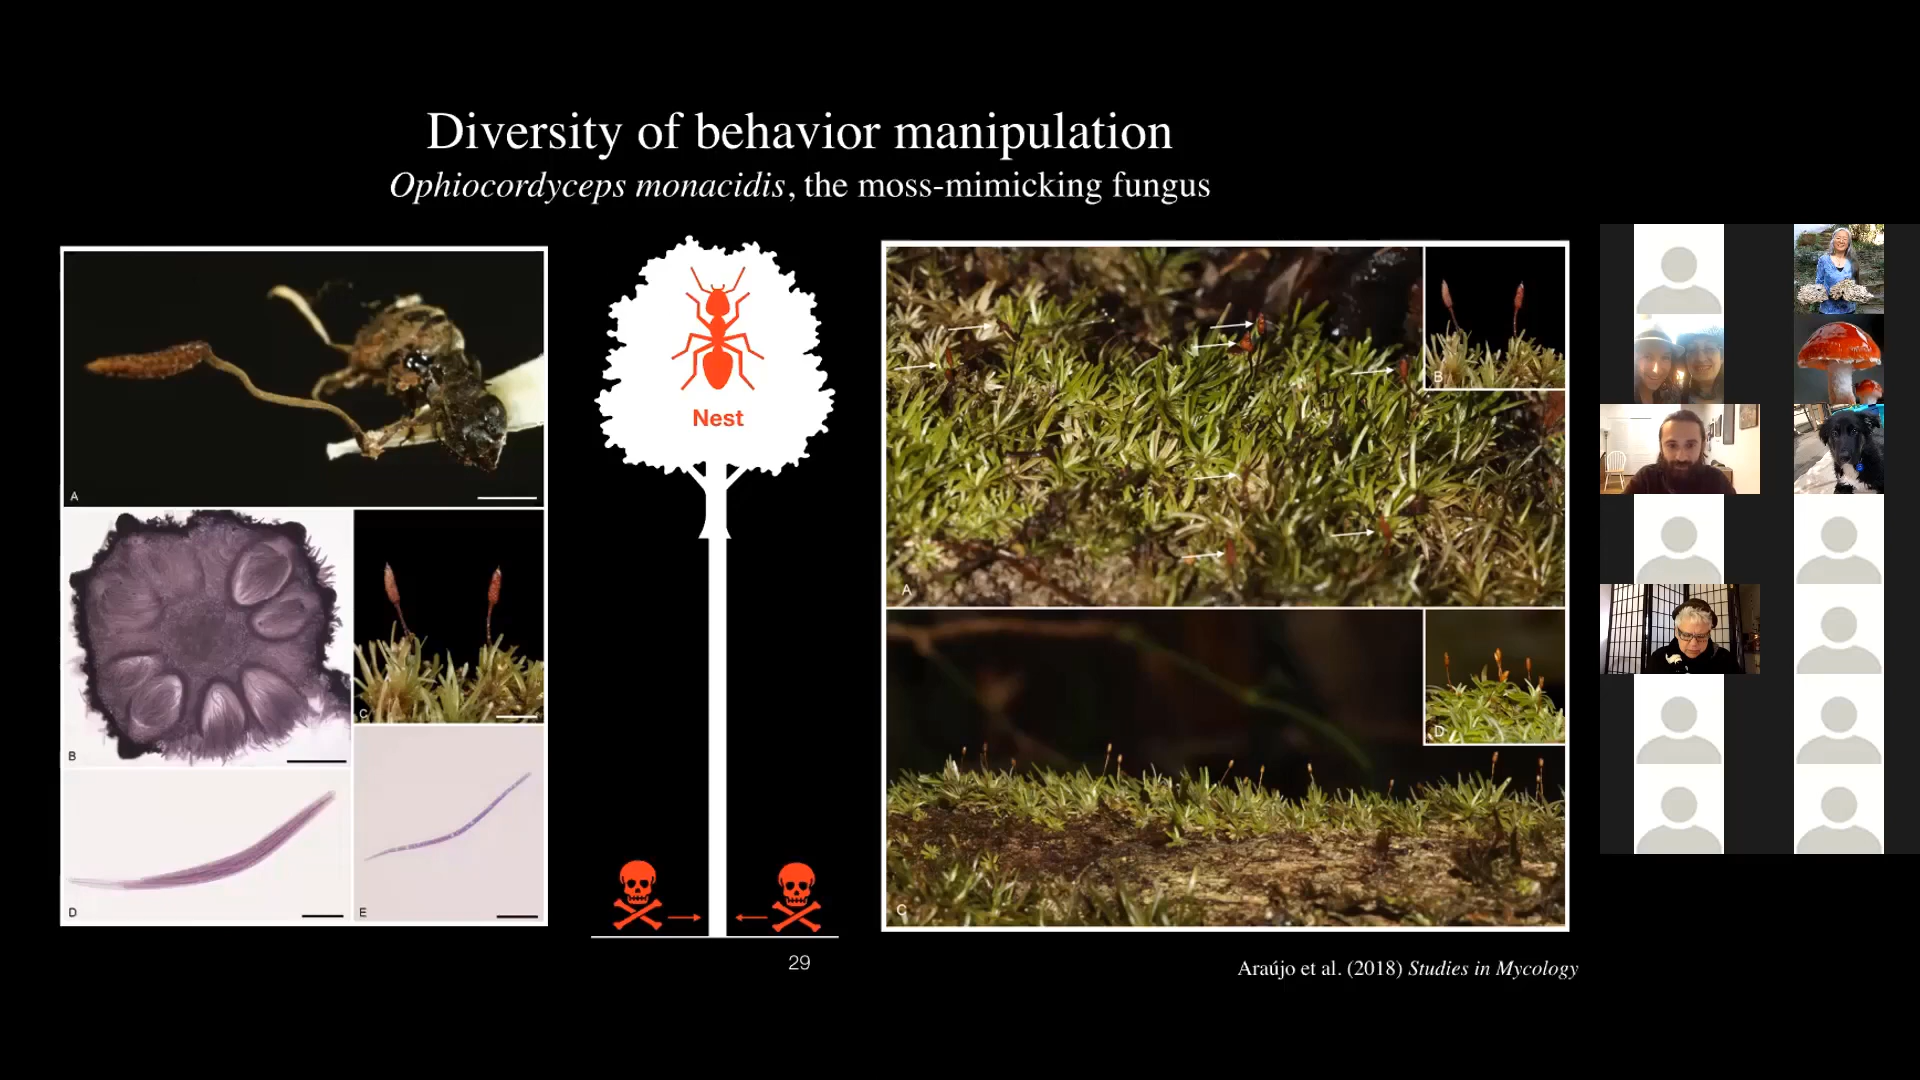 Diversity of behavior manipulation
Ophiocordyceps monacidis, the moss-mimicking fungus
A
B
C
D
E
Nest
A
B
C
D
29
Araújo et al. (2018) Studies in Mycology